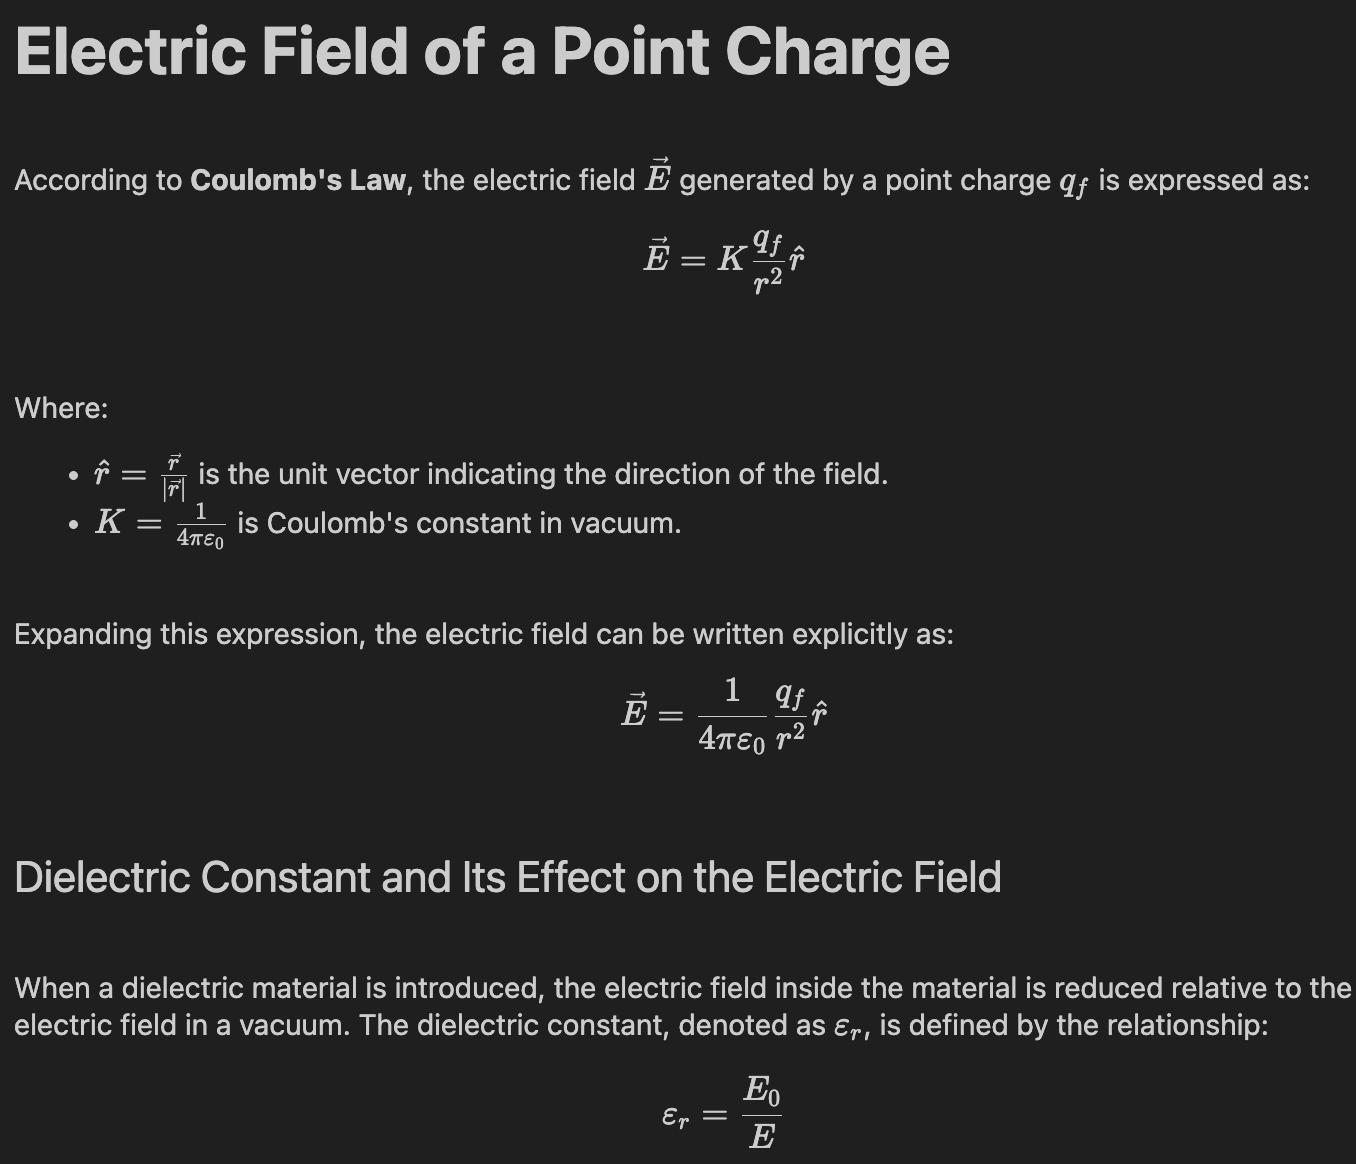 Electric Field of a Point Charge
According to Coulomb's Law, the electric field $\vec{E}$ generated by a point charge $q_f$ is expressed as:
$\vec{E} = K \frac{q_f}{r^2} \hat{r}$
Where:
• $\hat{r} = \frac{\vec{r}}{|\vec{r}|}$ is the unit vector indicating the direction of the field.
• $K = \frac{1}{4\pi\varepsilon_0}$ is Coulomb's constant in vacuum.
Expanding this expression, the electric field can be written explicitly as:
$\vec{E} = \frac{1}{4\pi\varepsilon_0} \frac{q_f}{r^2} \hat{r}$
Dielectric Constant and Its Effect on the Electric Field
When a dielectric material is introduced, the electric field inside the material is reduced relative to the
electric field in a vacuum. The dielectric constant, denoted as $\varepsilon_r$, is defined by the relationship:
$\varepsilon_r = \frac{E_0}{E}$